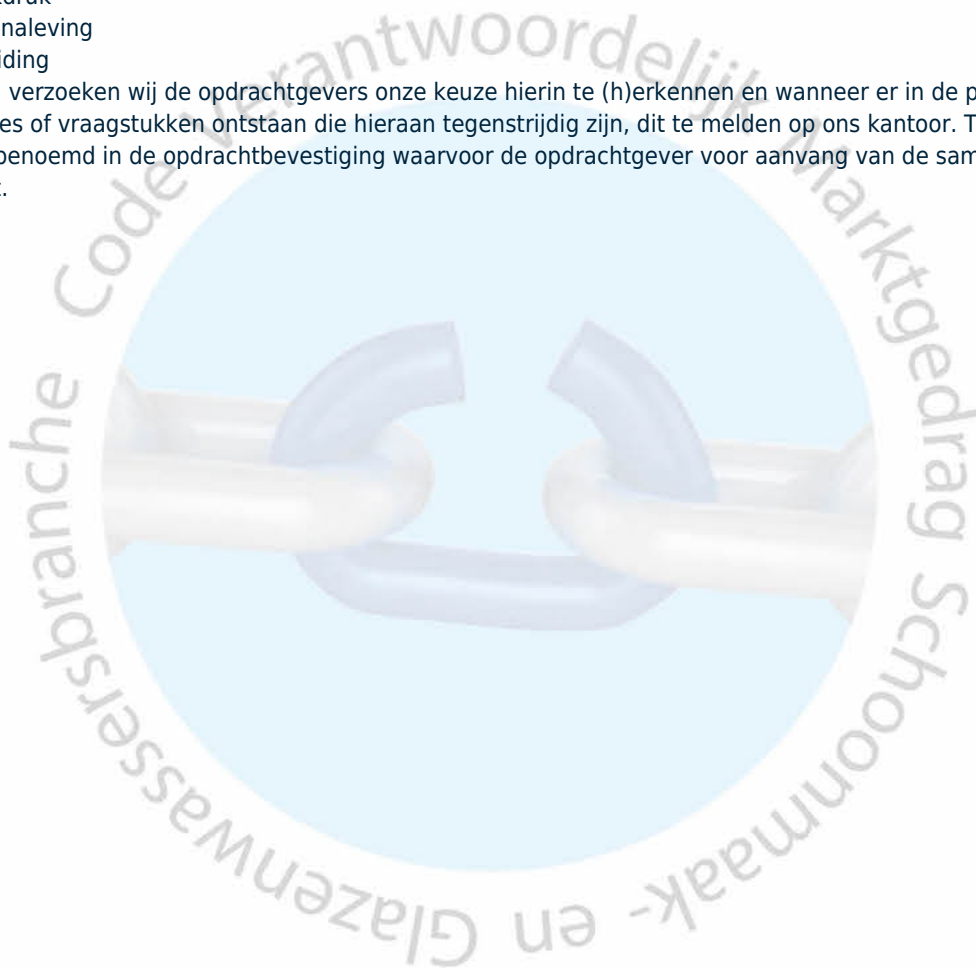 naleving
verzoeken wij de opdrachtgevers onze keuze hierin te (h)erkennen en wanneer er in de p
es of vraagstukken ontstaan die hieraan tegenstrijdig zijn, dit te melden op ons kantoor. T
benoemd in de opdrachtbevestiging waarvoor de opdrachtgever voor aanvang van de sam
Code Verantwoordelijk Marktgedrag Schoonmaak- en Glazenwassersbranche